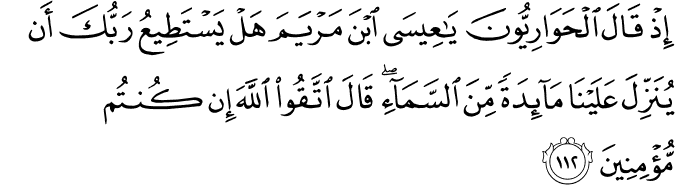 إِذۡ قَالَ ٱلۡحَوَارِيُّونَ يَٰعِيسَى ٱبۡنَ مَرۡيَمَ هَلۡ يَسۡتَطِيعُ رَبُّكَ أَن
يُنَزِّلَ عَلَيۡنَا مَآئِدَةٗ مِّنَ ٱلسَّمَآءِۖ قَالَ ٱتَّقُواْ ٱللَّهَ إِن كُنتُم
مُّؤۡمِنِينَ ١١٢